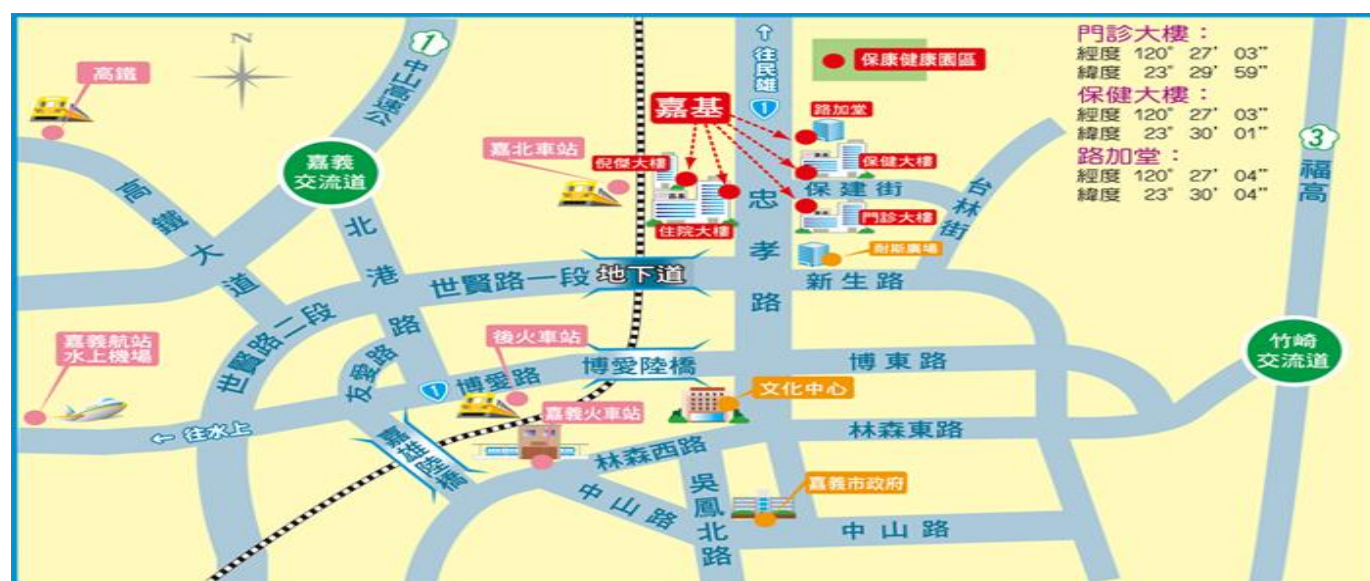 N
高鐵
1
中山高速公
嘉義
交流道
高鐵大道
北港路
嘉北車站
嘉基
倪傑大樓
住院大樓
↑往民雄
1
保康健康園區
路加堂
保健大樓
保建街
門診大樓
耐斯廣場
忠孝路
台林街
新生路
門診大樓：
經度 120° 27’ 03”
緯度 23° 29’ 59”
保健大樓：
經度 120° 27’ 03”
緯度 23° 30’ 01”
路加堂：
經度 120° 27’ 04”
緯度 23° 30’ 04”
3
福高
竹崎
交流道
世賢路一段
地下道
世賢路二段
友愛路
嘉義航站
水上機場
←往水上
1
博愛路
後火車站
博愛陸橋
博東路
嘉義火車站
嘉雄陸橋
文化中心
林森西路
林森東路
中山路
吳鳳北路
嘉義市政府
中山路